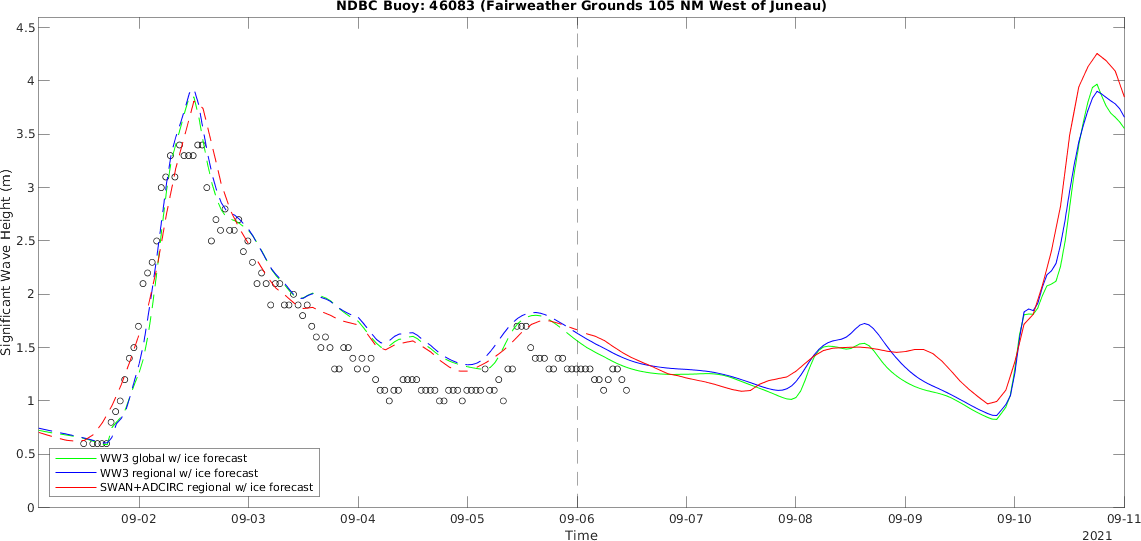 NDBC Buoy: 46083 (Fairweather Grounds 105 NM West of Juneau)
4.5
4
3.5
3
2.5
2
1.5
1
0.5
0
Significant Wave Height (m)
WW3 global w/ ice forecast
WW3 regional w/ ice forecast
SWAN+ADCIRC regional w/ ice forecast
09-02 09-03 09-04 09-05 09-06 09-07 09-08 09-09 09-10 09-11
Time
2021